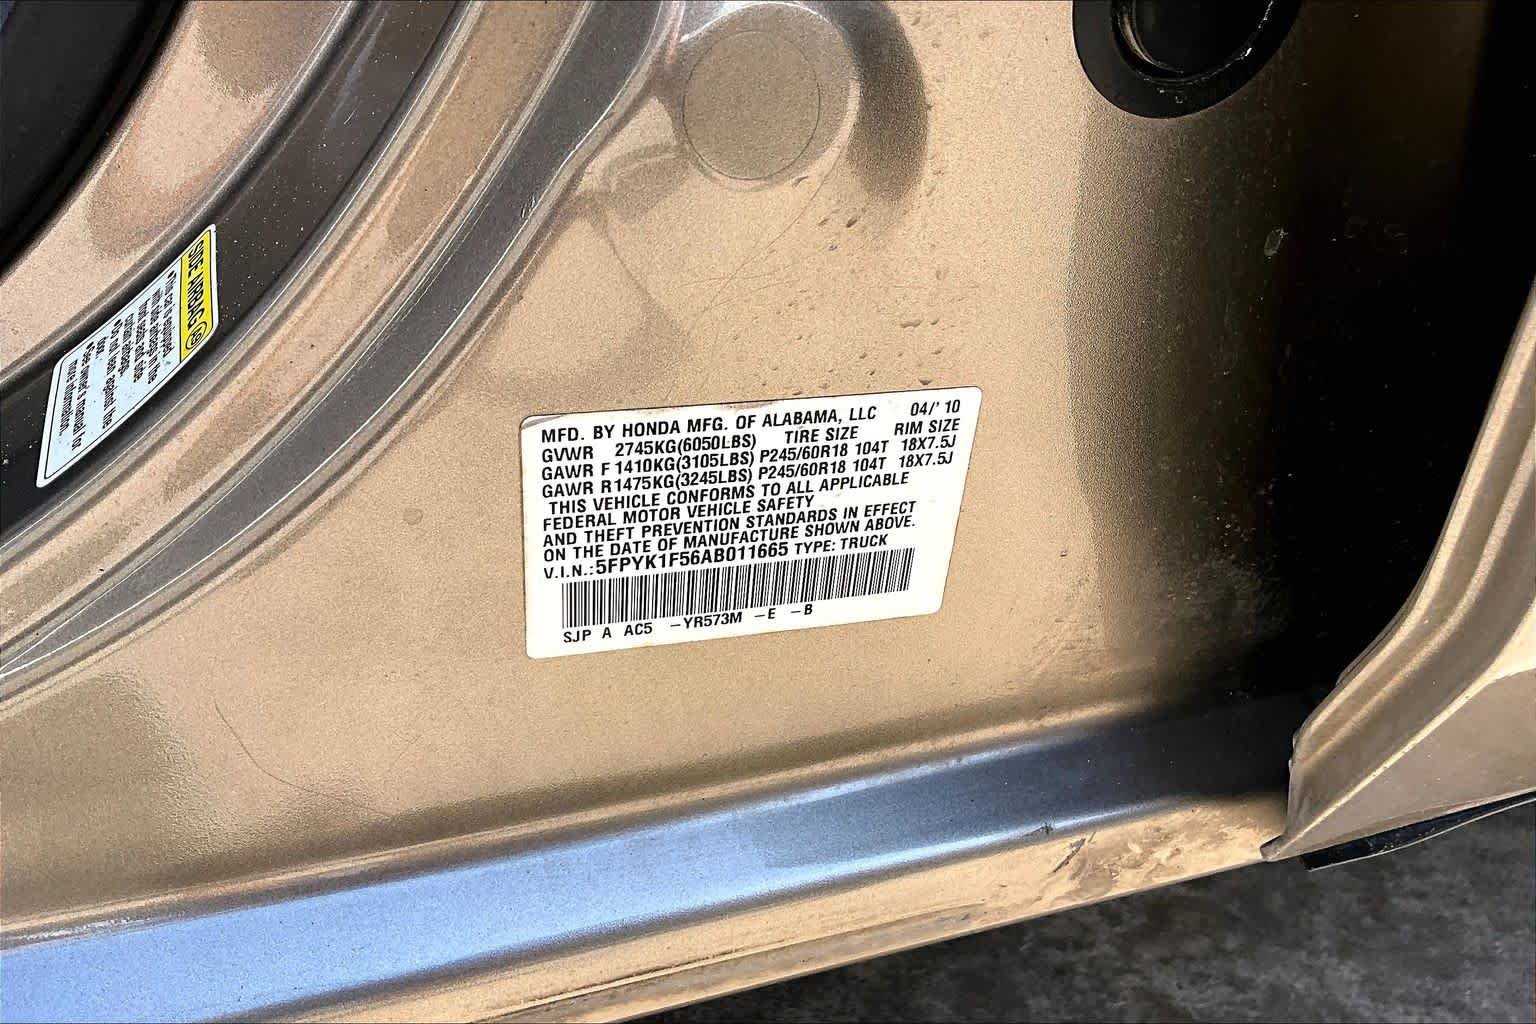 MFD. BY HONDA MFG. OF ALABAMA, LLC 04/' 10
GVWR 2745KG(6050LBS) TIRE SIZE RIM SIZE
GAWR F 1410KG(3105LBS) P245/60R18 104T 18X7.5J
GAWR R 1475KG(3245LBS) P245/60R18 104T 18X7.5J
THIS VEHICLE CONFORMS TO ALL APPLICABLE
FEDERAL MOTOR VEHICLE SAFETY
AND THEFT PREVENTION STANDARDS IN EFFECT
ON THE DATE OF MANUFACTURE SHOWN ABOVE.
V.I.N.:5FPYK1F56AB011665 TYPE: TRUCK
SJP A AC5 -YR573M -E -B
SIDE AIRBAG